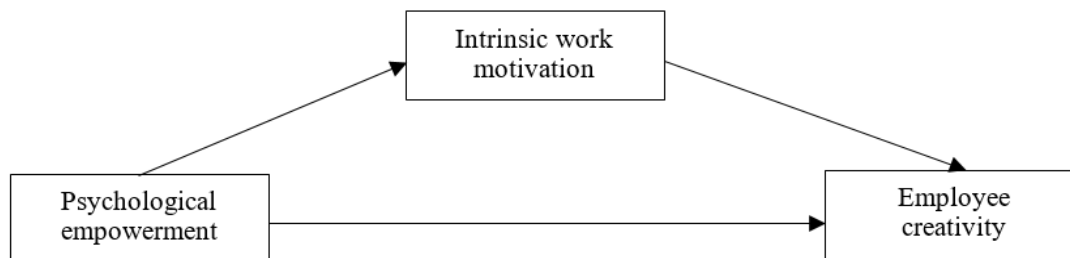 Intrinsic work
motivation
Psychological
empowerment
Employee
creativity